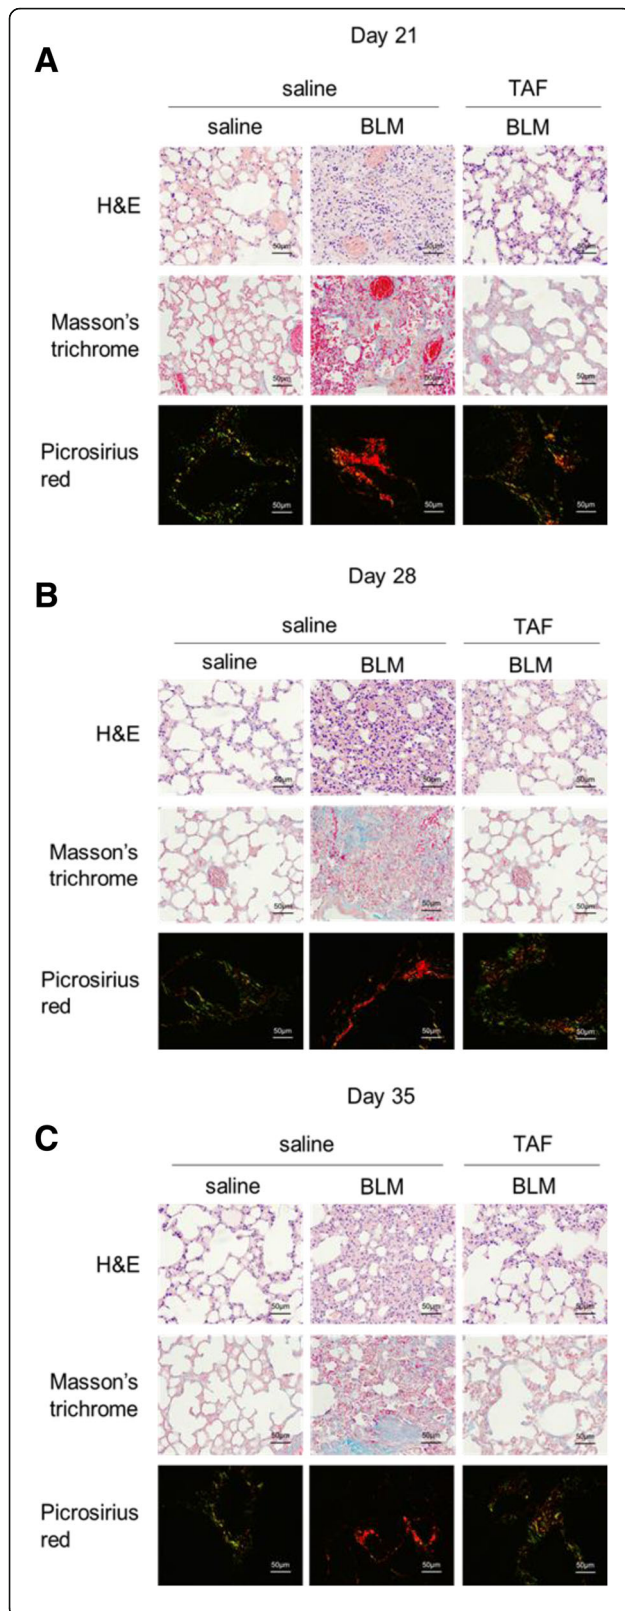 A
Day 21
saline TAF
saline BLM BLM
H&E
50μm 50μm 50μm
Masson's
trichrome
50μm 50μm 50μm
Picrosirius
red
50μm 50μm 50μm
B
Day 28
saline TAF
saline BLM BLM
H&E
50μm 50μm 50μm
Masson's
trichrome
50μm 50μm 50μm
Picrosirius
red
50μm 50μm 50μm
C
Day 35
saline TAF
saline BLM BLM
H&E
50μm 50μm 50μm
Masson's
trichrome
50μm 50μm 50μm
Picrosirius
red
50μm 50μm 50μm